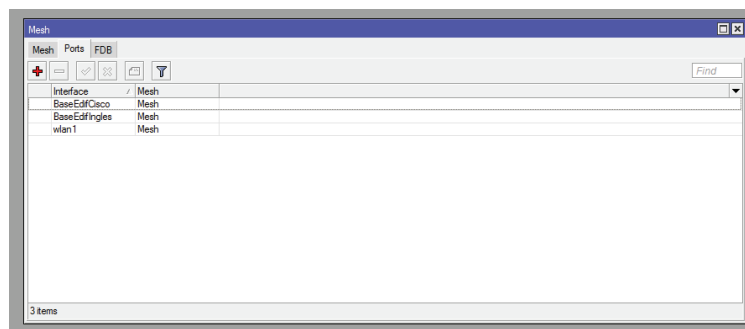 Mesh
Mesh Ports FDB
Find
Interface Mesh
BaseEdifCisco Mesh
BaseEdifIngles Mesh
wlan1 Mesh
3 items